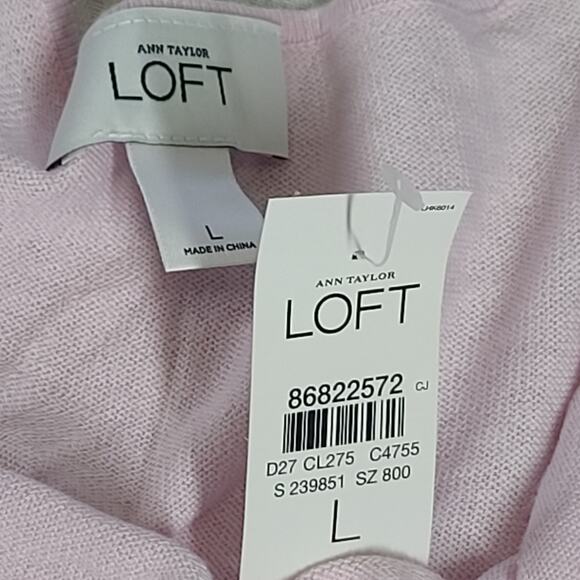 ANN TAYLOR
LOFT
L
MADE IN CHINA
ANN TAYLOR
LOFT
86822572 CJ
D27 CL275 C4755
S 239851 SZ 800
L